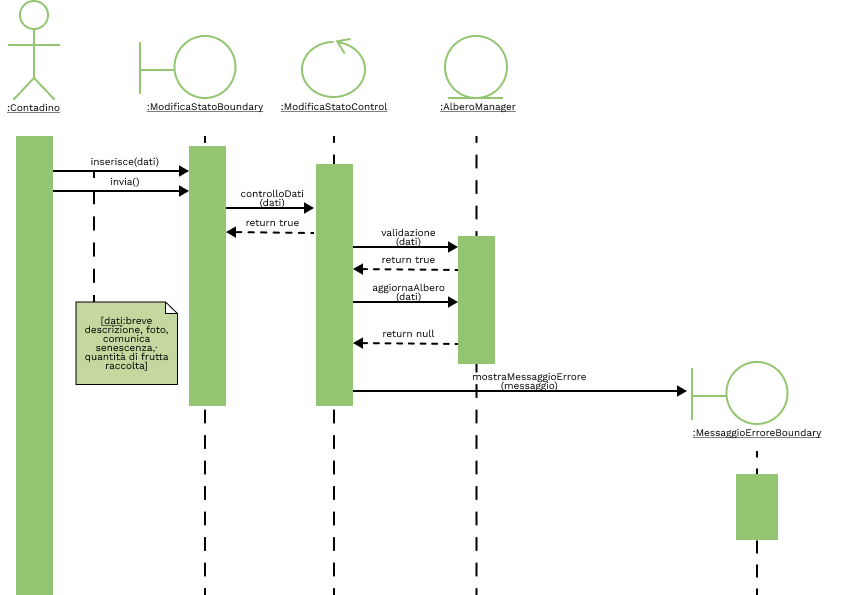 :Contadino
:ModificaStatoBoundary
:ModificaStatoControl
:AlberoManager
inserisce(dati)
invia()
controlloDati
(dati)
return true
validazione
(dati)
return true
aggiornaAlbero
(dati)
return null
[dati:breve
descrizione, foto,
comunica
senescenza,
quantità di frutta
raccolta]
mostraMessaggioErrore
(messaggio)
:MessaggioErroreBoundary